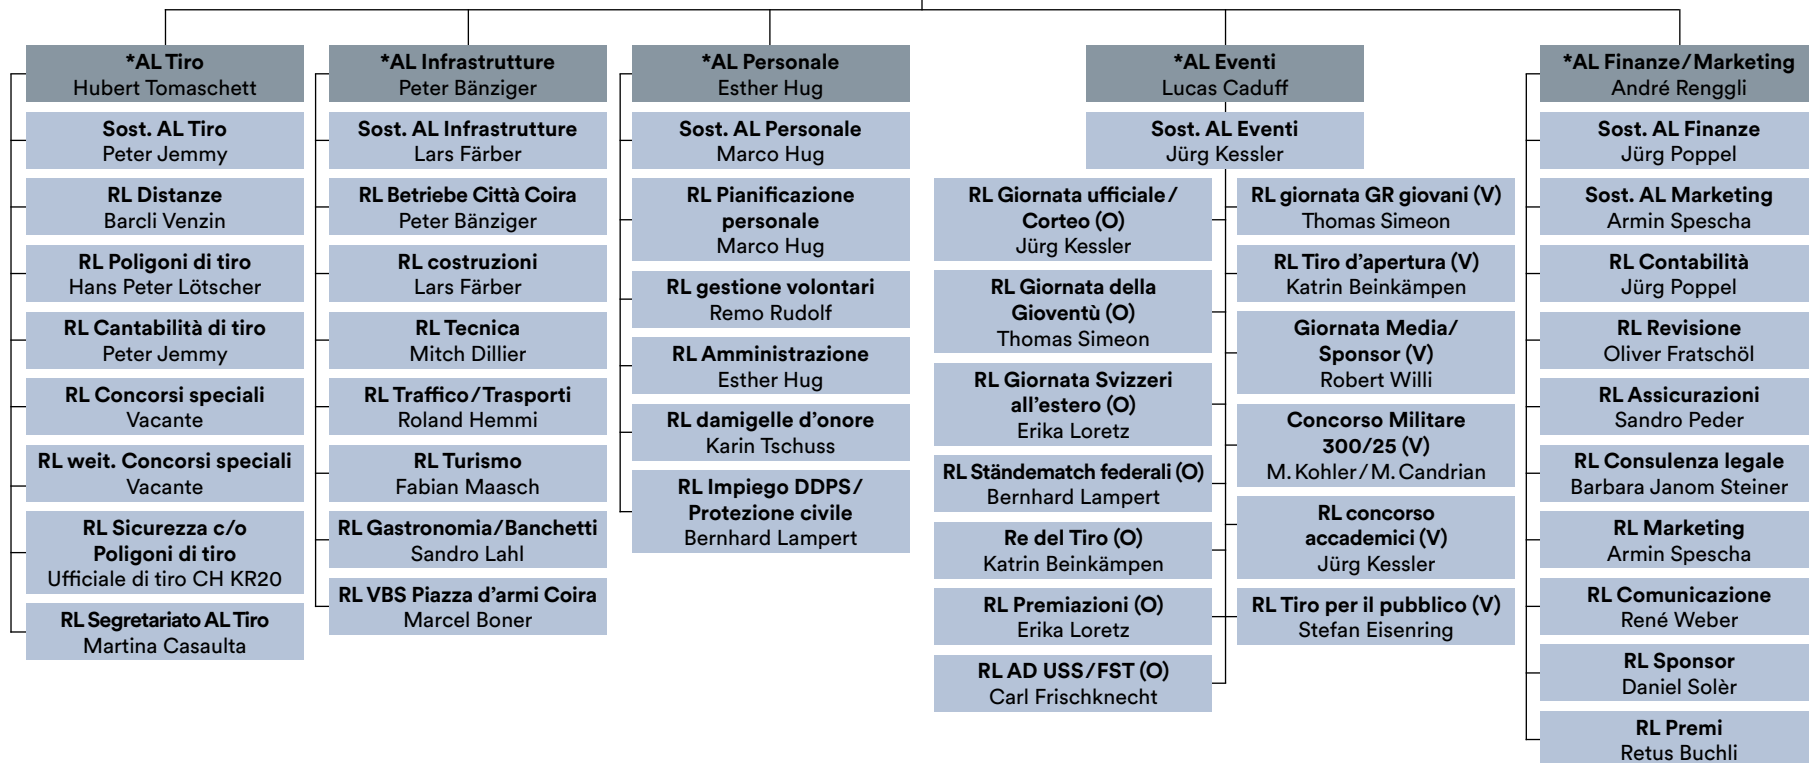 *AL Tiro
Hubert Tomaschett
Sost. AL Tiro
Peter Jemmy
RL Distanze
Barcli Venzin
RL Poligoni di tiro
Hans Peter Lötscher
RL Cantabilità di tiro
Peter Jemmy
RL Concorsi speciali
Vacante
RL weit. Concorsi speciali
Vacante
RL Sicurezza c/o
Poligoni di tiro
Ufficiale di tiro CH KR20
RL Segretariato AL Tiro
Martina Casaulta
*AL Infrastrutture
Peter Bänziger
Sost. AL Infrastrutture
Lars Färber
RL Betriebe Città Coira
Peter Bänziger
RL costruzioni
Lars Färber
RL Tecnica
Mitch Dillier
RL Traffico/Trasporti
Roland Hemmi
RL Turismo
Fabian Maasch
RL Gastronomia/Banchetti
Sandro Lahl
RL VBS Piazza d'armi Coira
Marcel Boner
*AL Personale
Esther Hug
Sost. AL Personale
Marco Hug
RL Pianificazione
personale
Marco Hug
RL gestione volontari
Remo Rudolf
RL Amministrazione
Esther Hug
RL damigelle d'onore
Karin Tschuss
RL Impiego DDPS/
Protezione civile
Bernhard Lampert
*AL Eventi
Lucas Caduff
Sost. AL Eventi
Jürg Kessler
RL Giornata ufficiale/
Corteo (O)
Jürg Kessler
RL Giornata della
Gioventù (O)
Thomas Simeon
RL Giornata Svizzeri
all'estero (O)
Erika Loretz
RL Ständematch federali (O)
Bernhard Lampert
Re del Tiro (O)
Katrin Beinkämpen
RL Premiazioni (O)
Erika Loretz
RL AD USS/FST (O)
Carl Frischknecht
RL giornata GR giovani (V)
Thomas Simeon
RL Tiro d'apertura (V)
Katrin Beinkämpen
Giornata Media/
Sponsor (V)
Robert Willi
Concorso Militare
300/25 (V)
M. Kohler/M. Candrian
RL concorso
accademici (V)
Jürg Kessler
RL Tiro per il pubblico (V)
Stefan Eisenring
*AL Finanze/Marketing
André Renggli
Sost. AL Finanze
Jürg Poppel
Sost. AL Marketing
Armin Spescha
RL Contabilità
Jürg Poppel
RL Revisione
Oliver Fratschöl
RL Assicurazioni
Sandro Peder
RL Consulenza legale
Barbara Janom Steiner
RL Marketing
Armin Spescha
RL Comunicazione
René Weber
RL Sponsor
Daniel Solèr
RL Premi
Retus Buchli